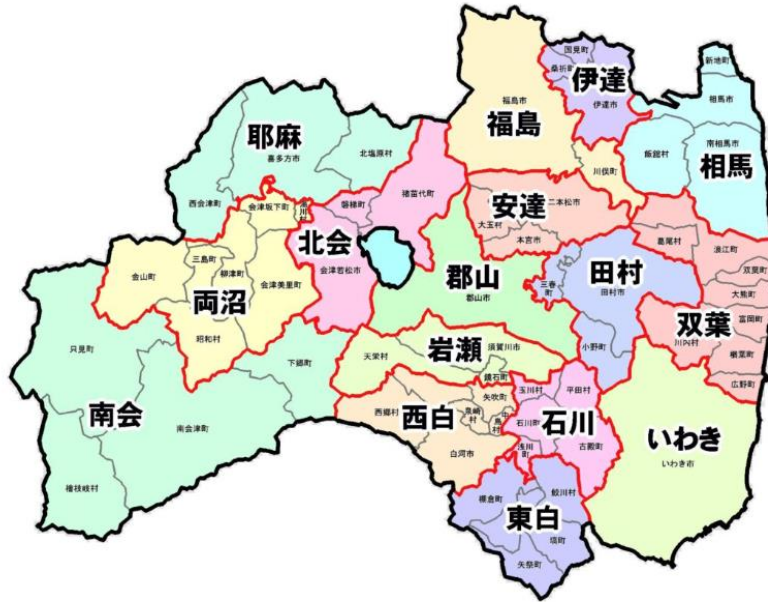 国見町
桑折町
伊達
伊達市
新地町
相馬市
南相馬市
飯舘村
相馬
福島市
福島
川俣町
耶麻
喜多方市
北塩原村
西会津町
猪苗代町
磐梯町
会津坂下町
湯川村
北会
会津若松市
安達
二本松市
大玉村
本宮市
葛尾村
浪江町
双葉町
大熊町
富岡町
双葉
川内村
楢葉町
広野町
田村
田村市
三春町
小野町
郡山
郡山市
金山町
三島町
柳津町
会津美里町
両沼
昭和村
只見町
下郷町
南会
南会津町
檜枝岐村
天栄村
岩瀬
須賀川市
鏡石町
西郷村
西白
矢吹町
泉崎村
中島村
白河市
玉川村
平田村
石川町
石川
浅川町
古殿町
いわき
いわき市
棚倉町
鮫川村
東白
塙町
矢祭町